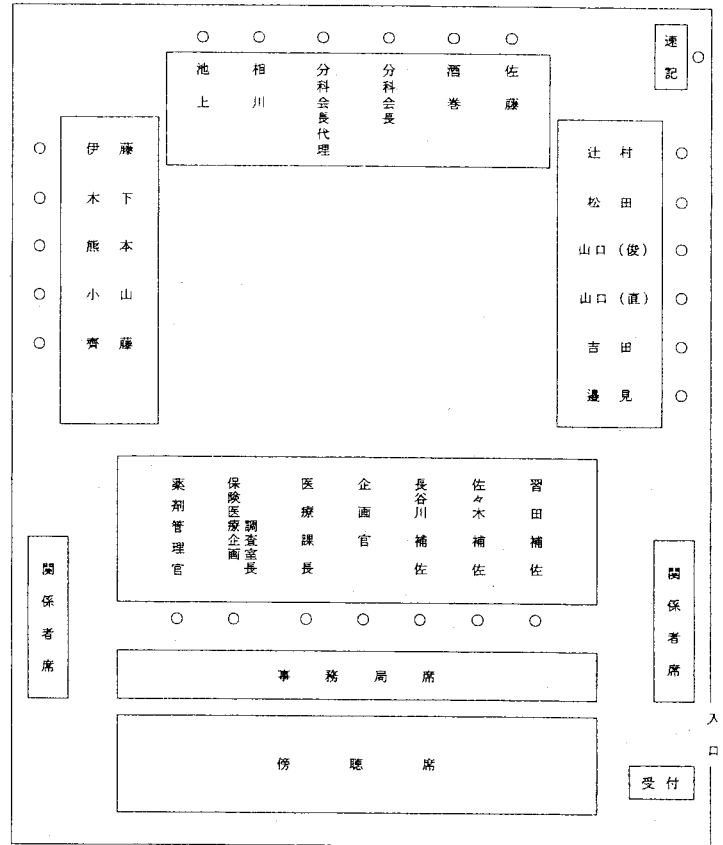 池上
相川
分科会長代理
分科会長
酒巻
佐藤
速記
伊藤
木下
熊本
小山
齊藤
辻村
松田
山口(俊)
山口(直)
吉田
邉見
薬剤管理官
保険医療企画
調査室長
医療課長
企画官
長谷川補佐
佐々木補佐
習田補佐
関係者席
関係者席
事務局席
傍聴席
入口
受付